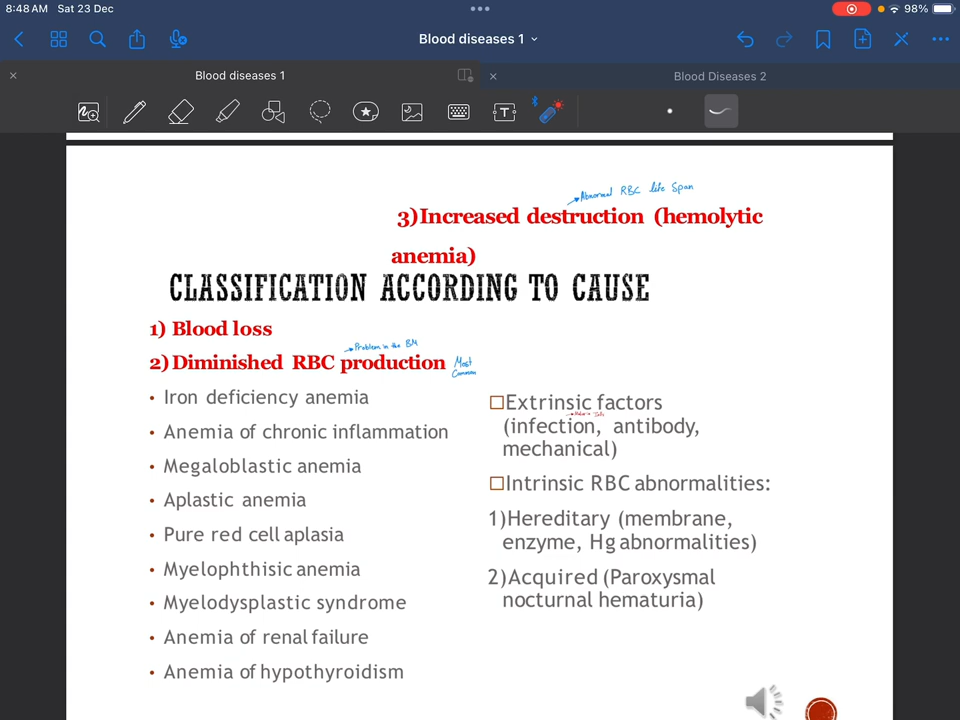 8:48 AM Sat 23 Dec
98%
Blood diseases 1
Blood diseases 1
Blood Diseases 2
Abnormal RBC life Span
3)Increased destruction (hemolytic
anemia)
CLASSIFICATION ACCORDING TO CAUSE
1) Blood loss
Problem in the BM
2)Diminished RBC production
Most
Common
• Iron deficiency anemia
• Anemia of chronic inflammation
• Megaloblastic anemia
• Aplastic anemia
• Pure red cell aplasia
• Myelophthisic anemia
• Myelodysplastic syndrome
• Anemia of renal failure
• Anemia of hypothyroidism
Extrinsic factors
(infection, antibody,
mechanical)
Intrinsic RBC abnormalities:
1)Hereditary (membrane,
enzyme, Hg abnormalities)
2)Acquired (Paroxysmal
nocturnal hematuria)